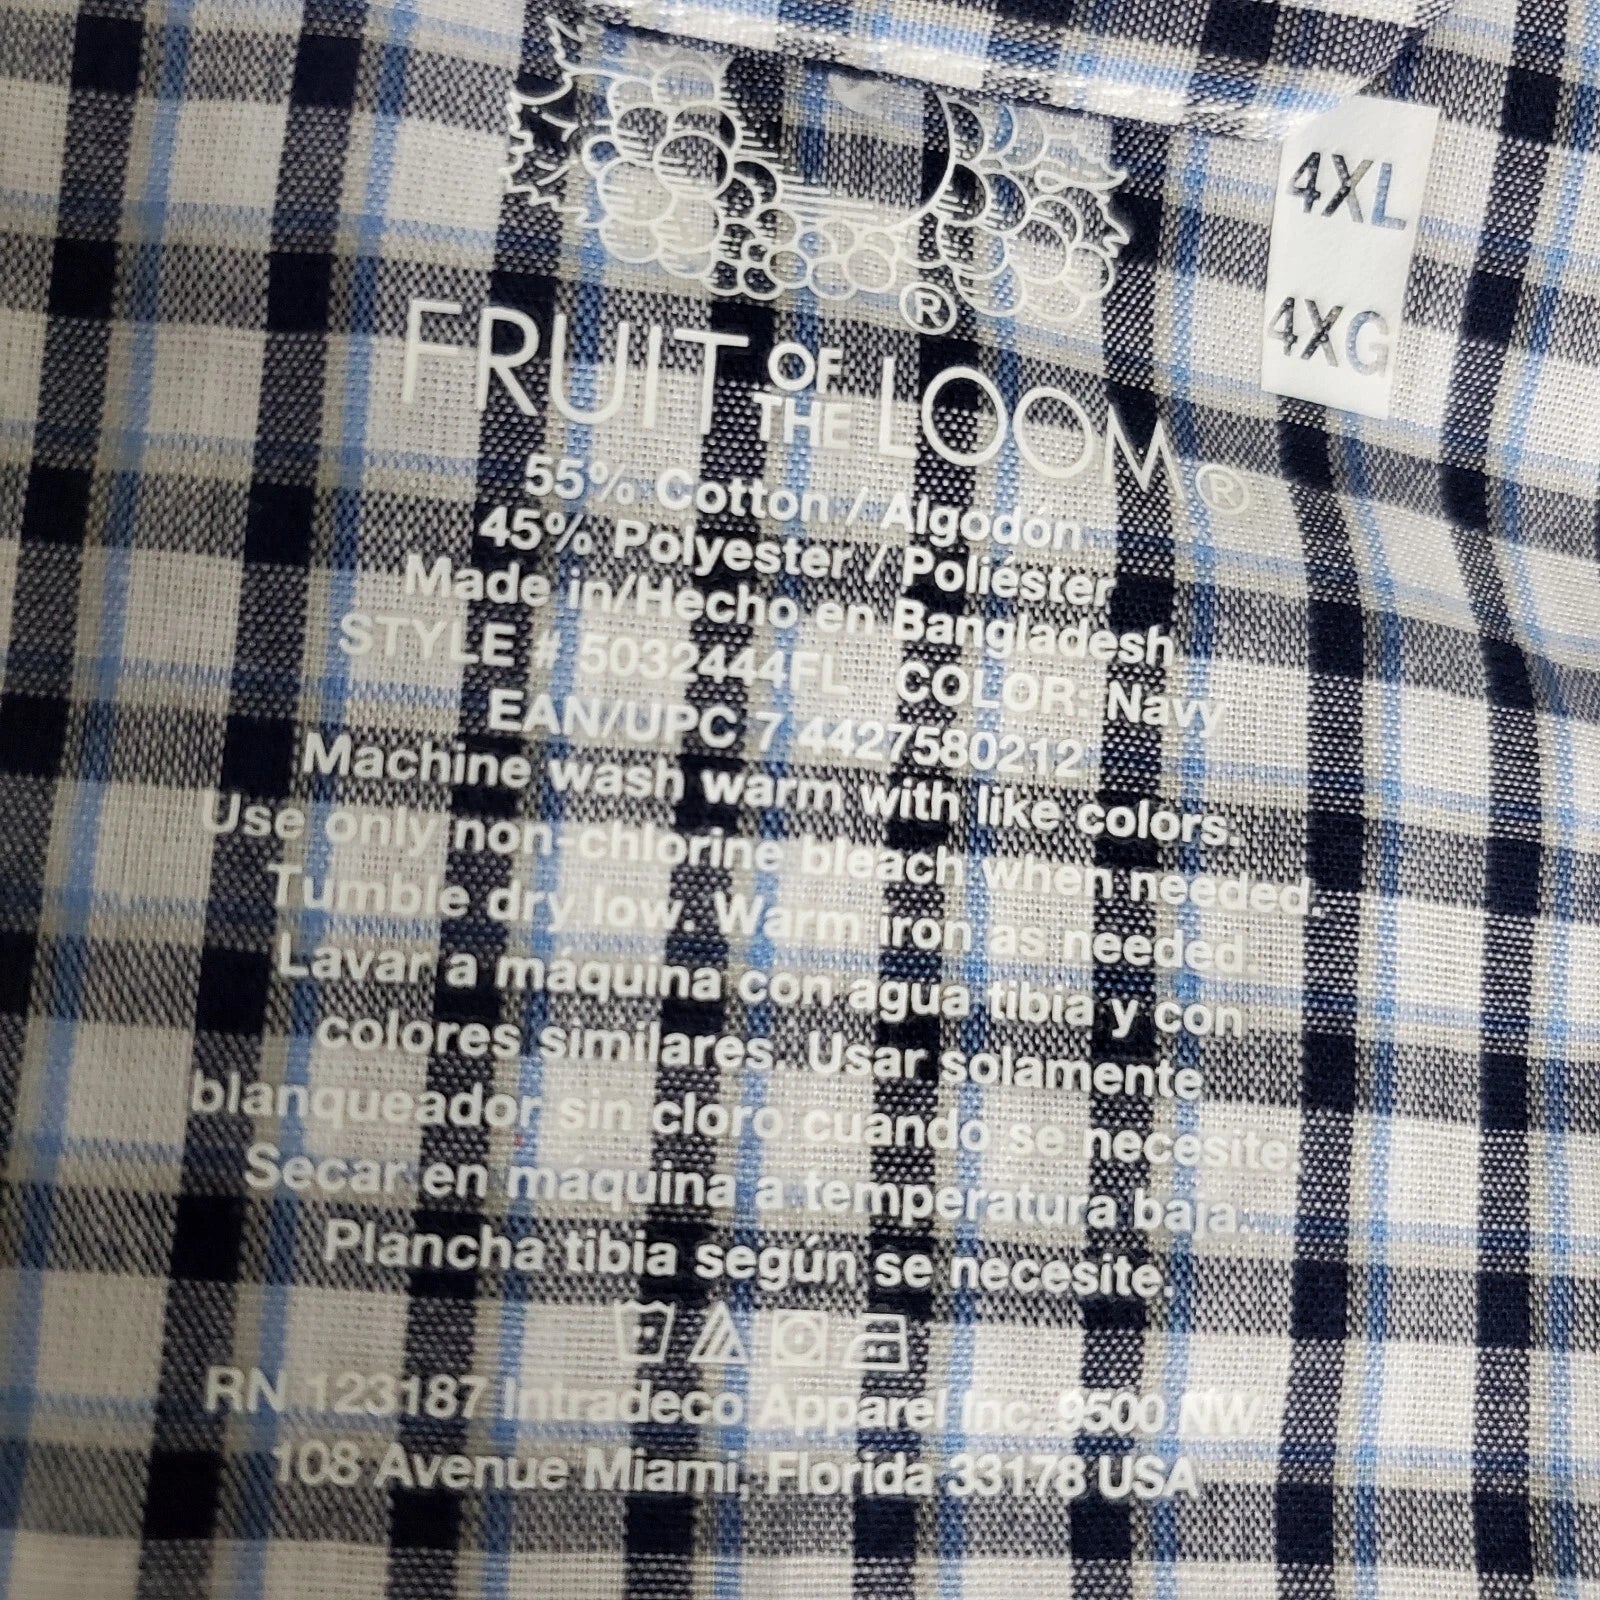 4XL
4XG
®
FRUIT OF THE LOOM®
55% Cotton / Algodón
45% Polyester / Poliéster
Made in/Hecho en Bangladesh
STYLE # 5032444FL COLOR: Navy
EAN/UPC 7 4427580212
Machine wash warm with like colors.
Use only non-chlorine bleach when needed.
Tumble dry low. Warm iron as needed.
Lavar a máquina con agua tibia y con
colores similares. Usar solamente
blanqueador sin cloro cuando se necesite.
Secar en máquina a temperatura baja.
Plancha tibia según se necesite.
RN 123187 Intradeco Apparel Inc. 9500 NW
108 Avenue Miami, Florida 33178 USA